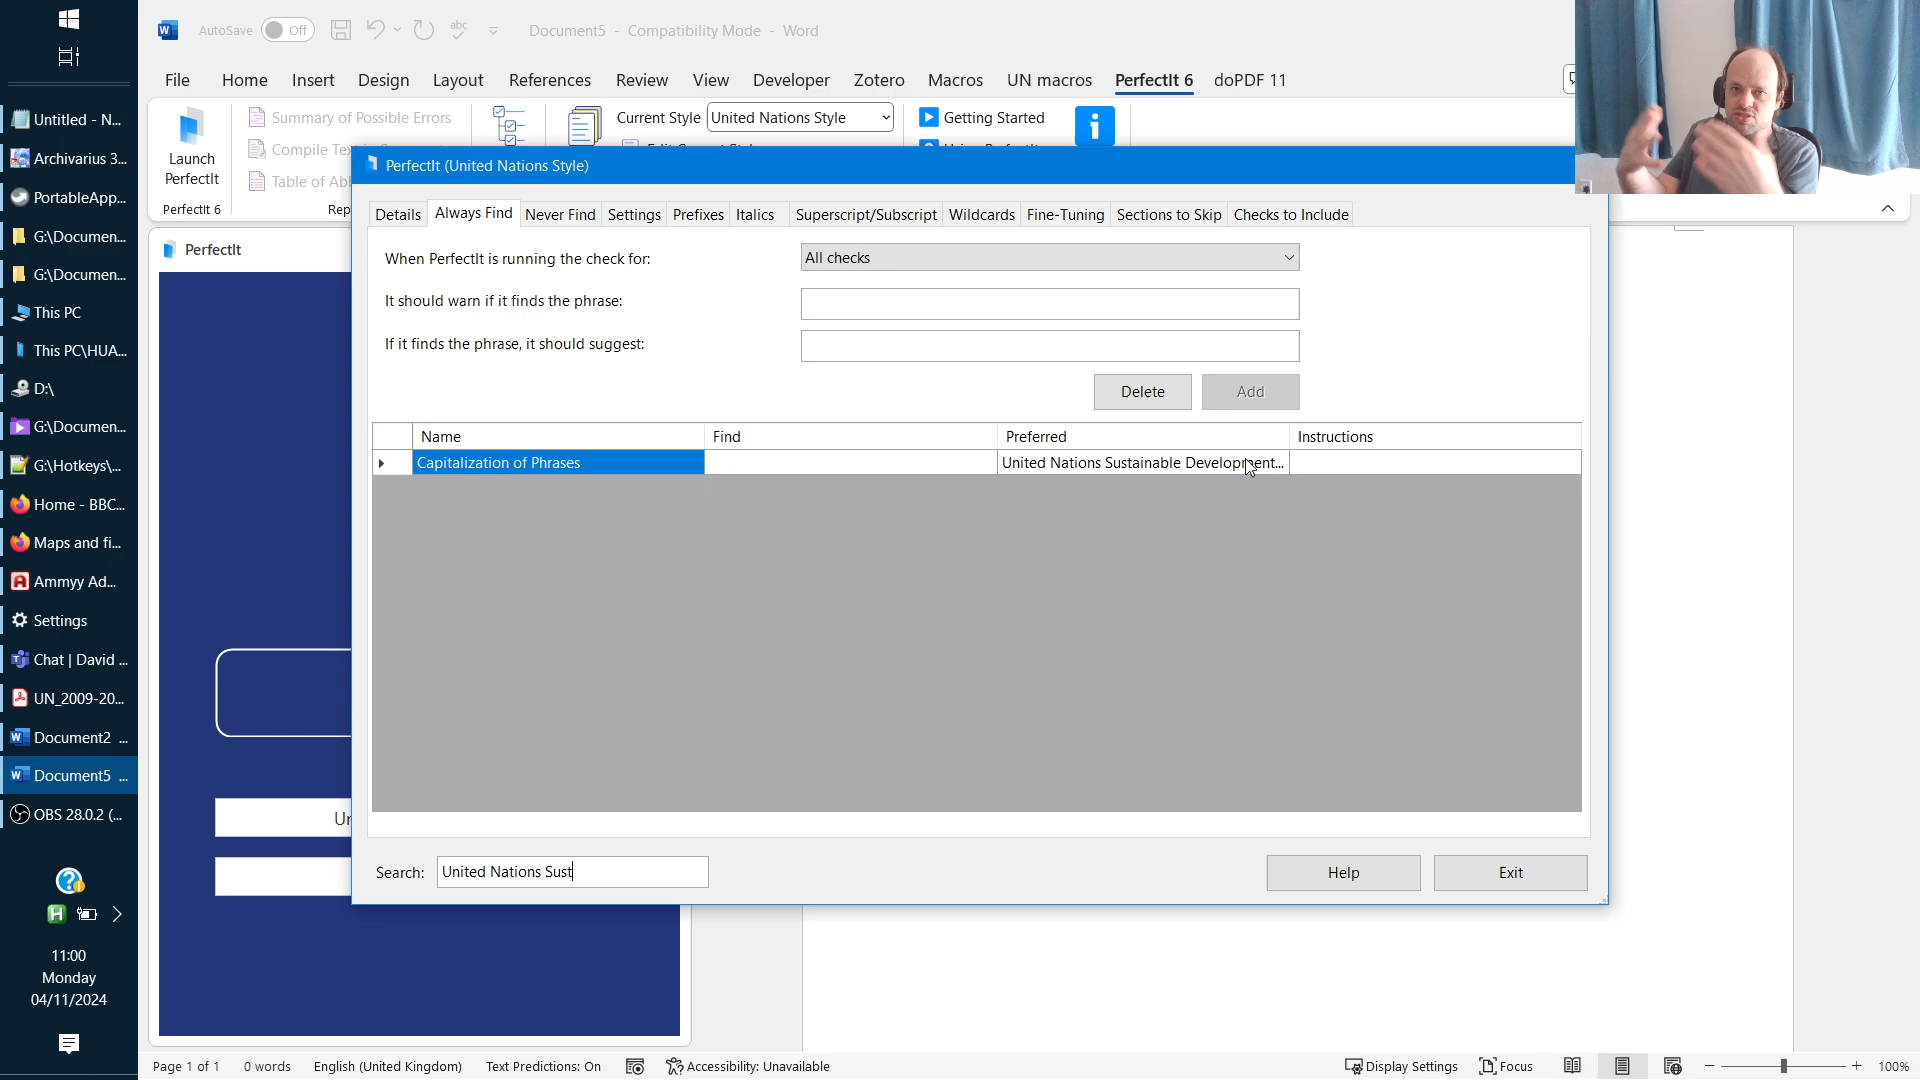 AutoSave Off
abc
Document5 - Compatibility Mode - Word
File Home Insert Design Layout References Review View Developer Zotero Macros UN macros PerfectIt 6 doPDF 11
Launch PerfectIt
Summary of Possible Errors
Current Style United Nations Style
Getting Started
PerfectIt 6
PerfectIt (United Nations Style)
Details Always Find Never Find Settings Prefixes Italics Superscript/Subscript Wildcards Fine-Tuning Sections to Skip Checks to Include
PerfectIt
When PerfectIt is running the check for: All checks
It should warn if it finds the phrase:
If it finds the phrase, it should suggest:
Delete Add
Name Find Preferred Instructions
Capitalization of Phrases United Nations Sustainable Development...
Search: United Nations Sust
Help Exit
Untitled - N...
Archivarius 3...
PortableApp...
G:\Documen...
G:\Documen...
This PC
This PC\HUA...
D:\
G:\Documen...
G:\Hotkeys\...
Home - BBC...
Maps and fi...
Ammyy Ad...
Settings
Chat | David ...
UN_2009-20...
Document2 ...
Document5 ...
OBS 28.0.2 (...
11:00
Monday
04/11/2024
Page 1 of 1 0 words English (United Kingdom) Text Predictions: On Accessibility: Unavailable Display Settings Focus 100%